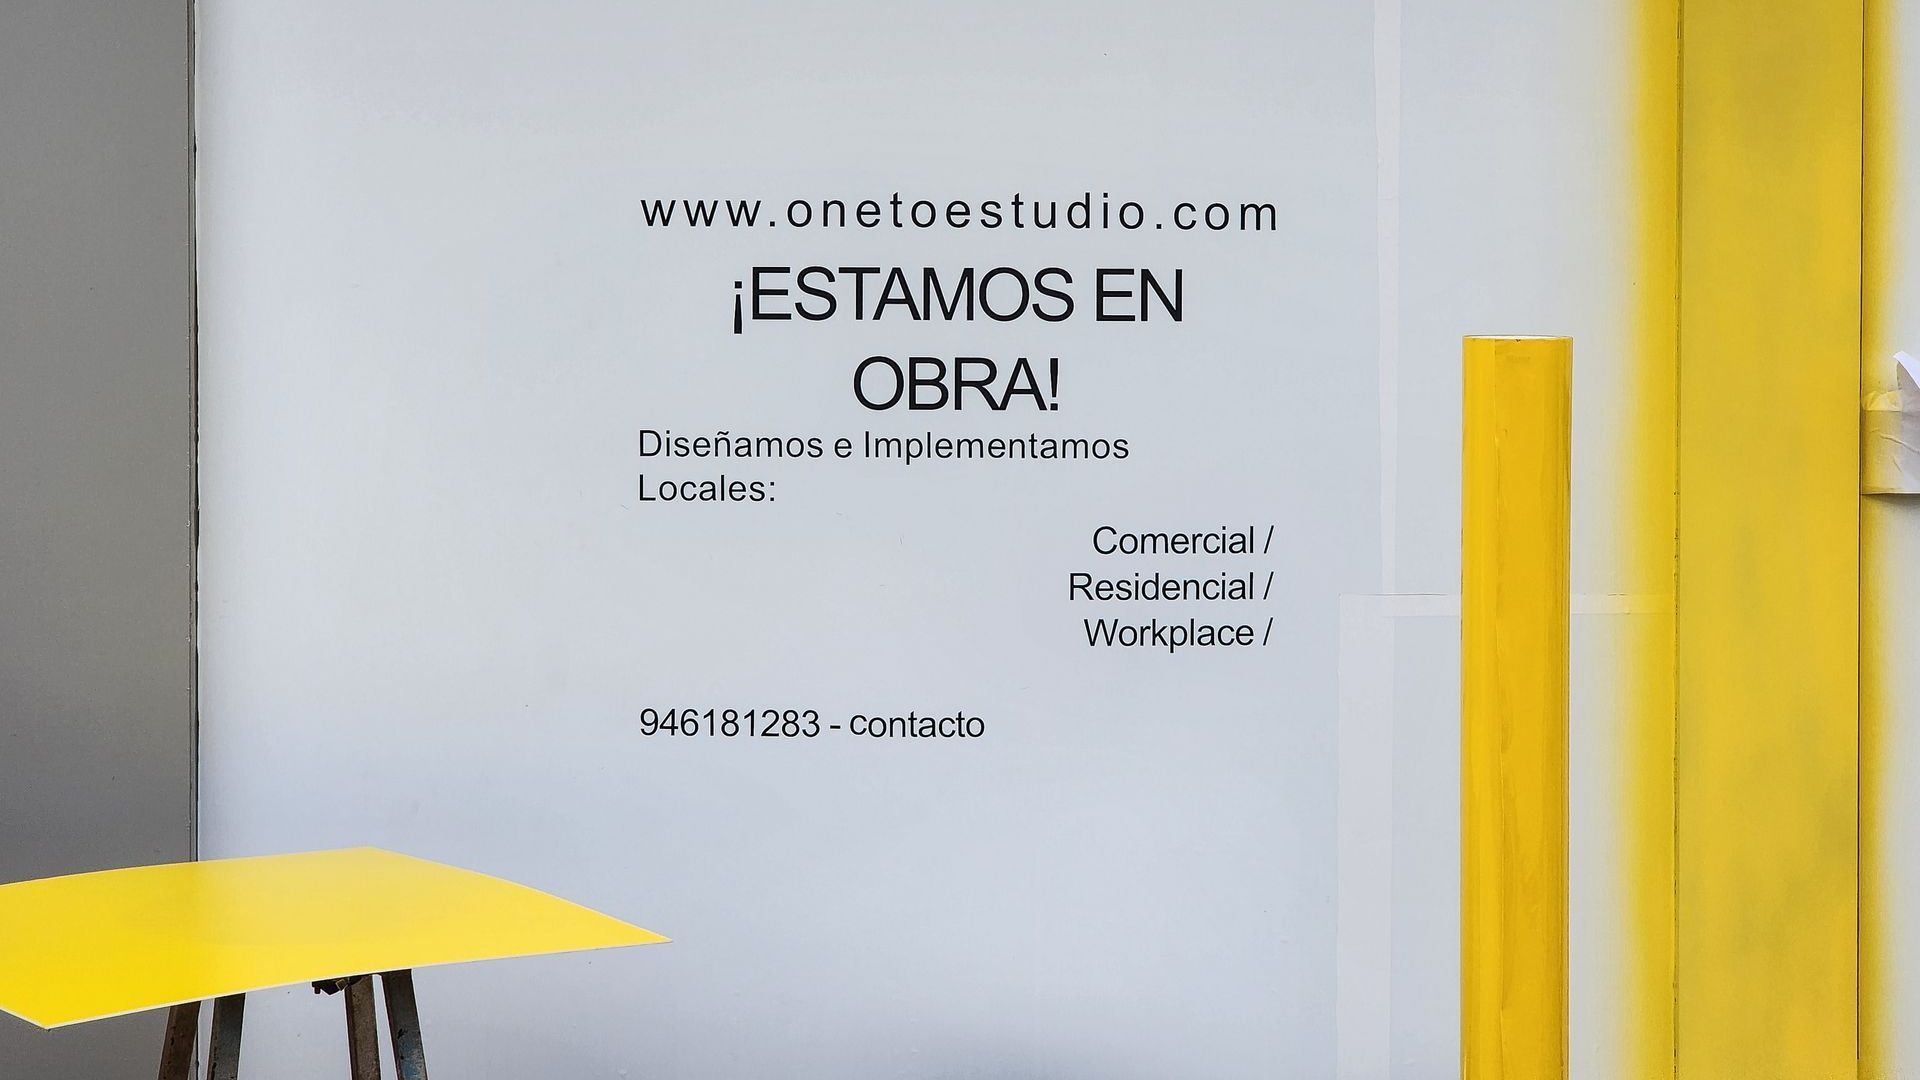 www.onetoestudio.com
¡ESTAMOS EN
OBRA!
Diseñamos e Implementamos
Locales:
Comercial /
Residencial /
Workplace /
946181283 - contacto